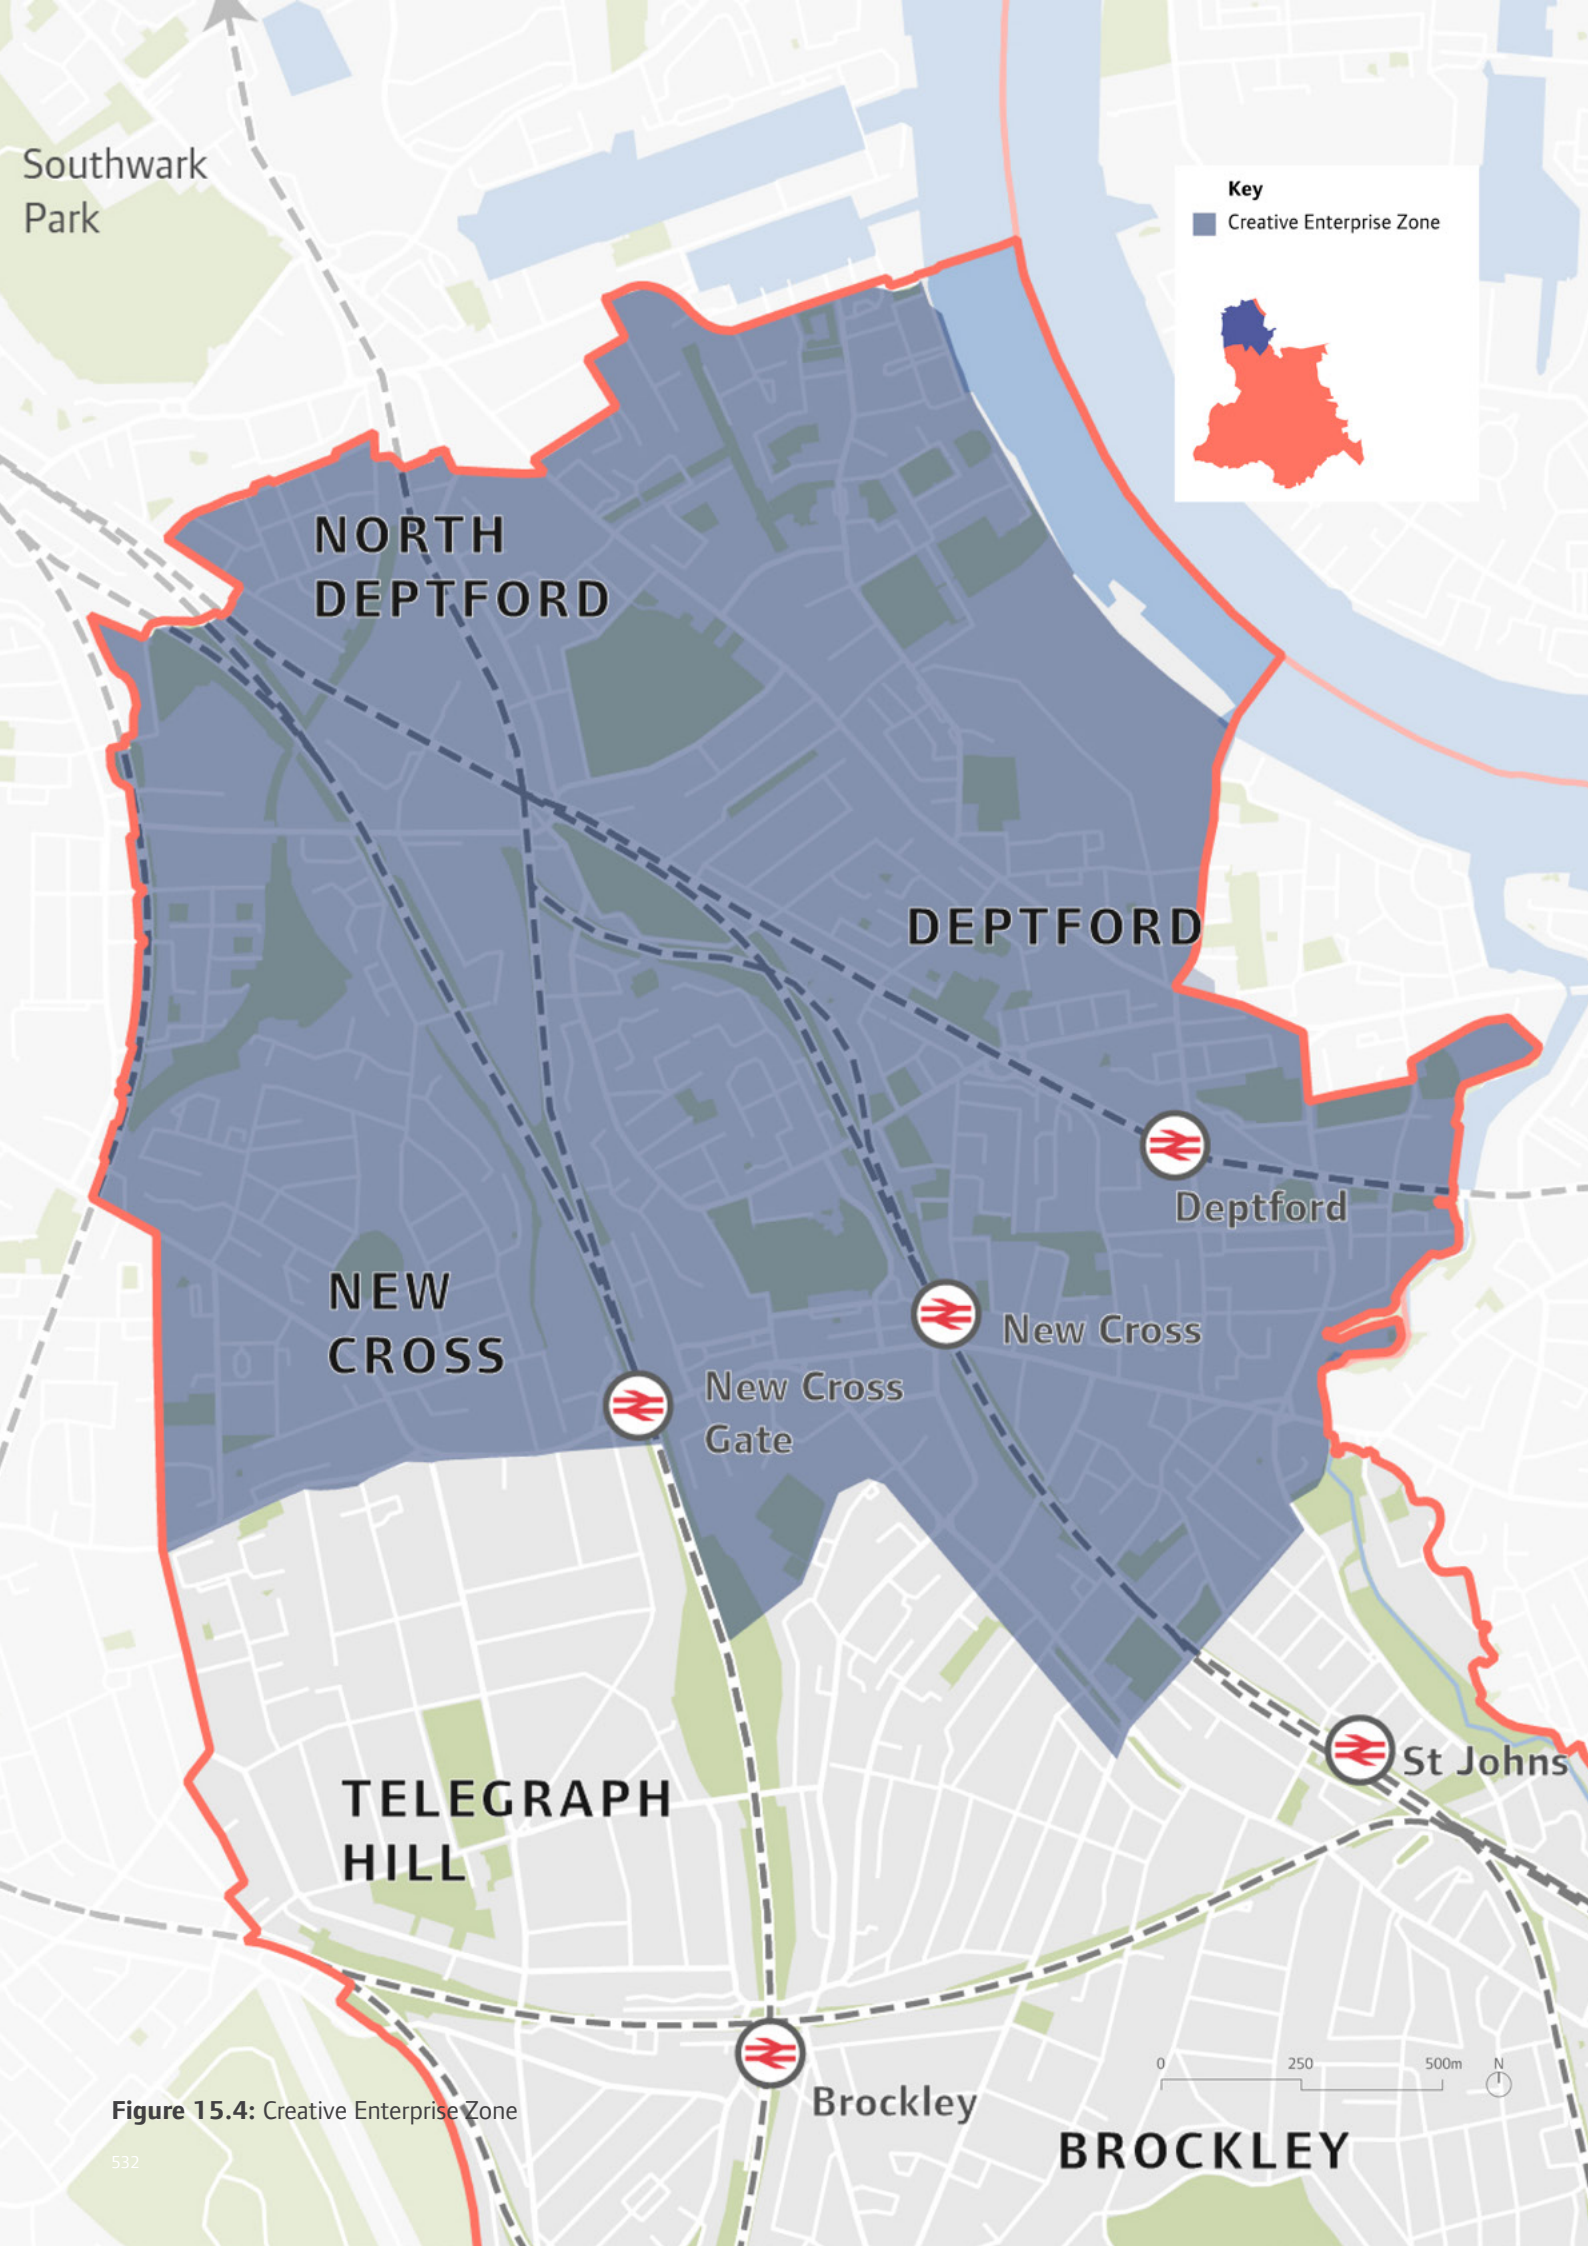 Southwark
Park
Key
Creative Enterprise Zone
NORTH
DEPTFORD
DEPTFORD
Deptford
NEW
CROSS
New Cross
New Cross
Gate
TELEGRAPH
HILL
St Johns
0 250 500m N
Brockley
Figure 15.4: Creative Enterprise Zone
BROCKLEY
532